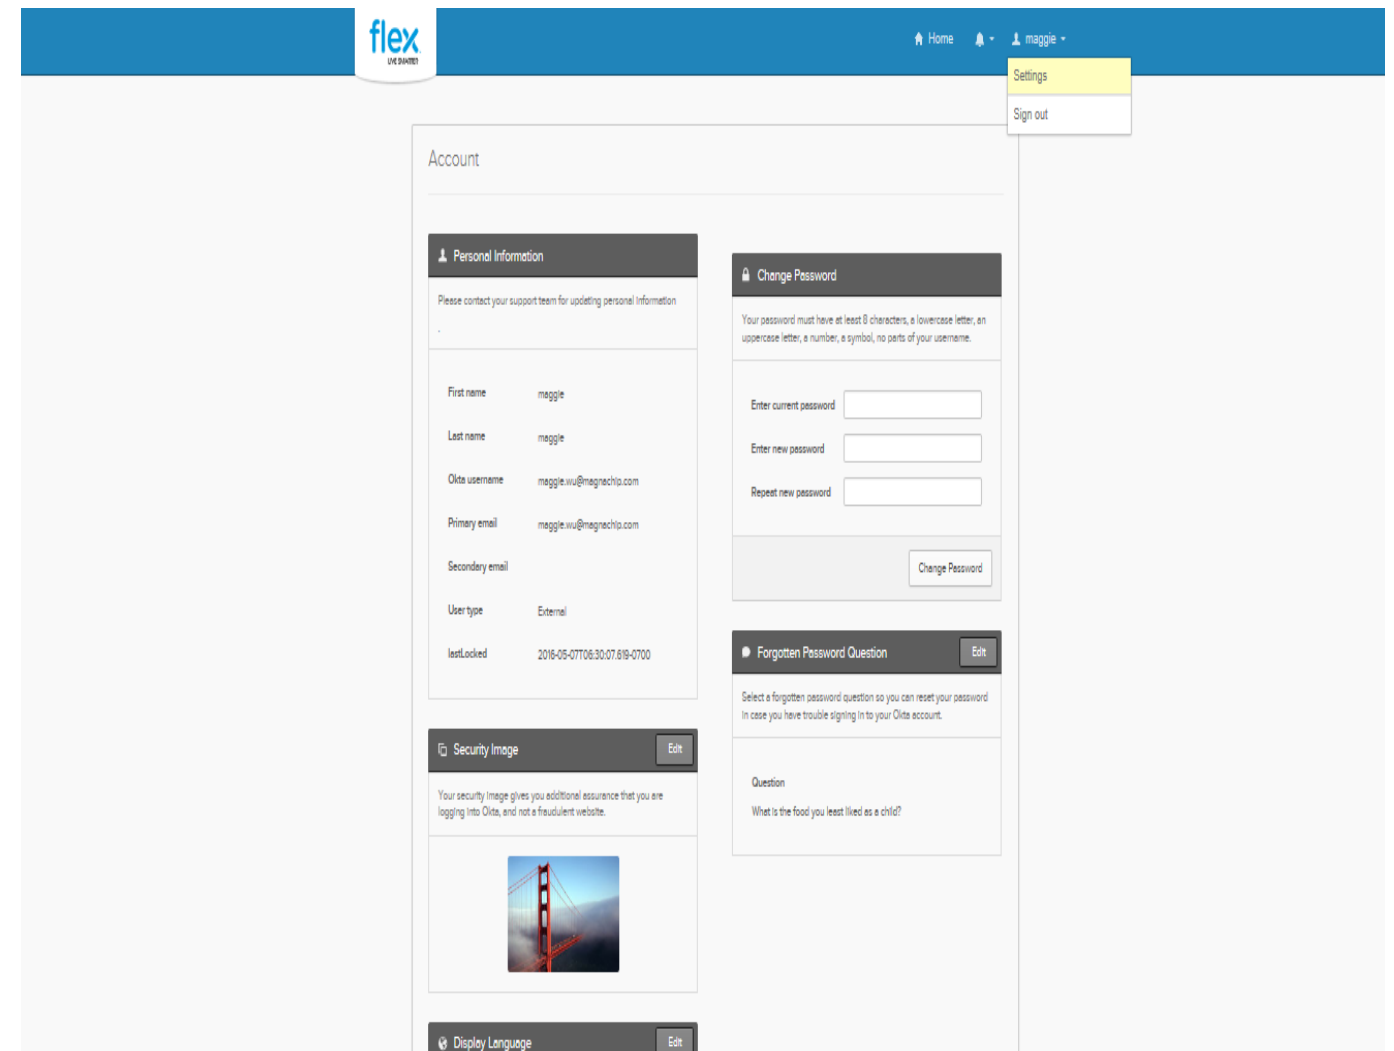 flex
LIVE SMARTER
Home
maggie
Settings
Sign out
Account
Personal Information
Please contact your support team for updating personal information
.
First name maggie
Last name maggie
Okta username maggie.wu@magnachip.com
Primary email maggie.wu@magnachip.com
Secondary email
User type External
lastLocked 2016-05-07T06:30:07.619-0700
Security Image Edit
Your security image gives you additional assurance that you are
logging into Okta, and not a fraudulent website.
Display Language Edit
Change Password
Your password must have at least 8 characters, a lowercase letter, an
uppercase letter, a number, a symbol, no parts of your username.
Enter current password
Enter new password
Repeat new password
Change Password
Forgotten Password Question Edit
Select a forgotten password question so you can reset your password
in case you have trouble signing in to your Okta account.
Question
What is the food you least liked as a child?